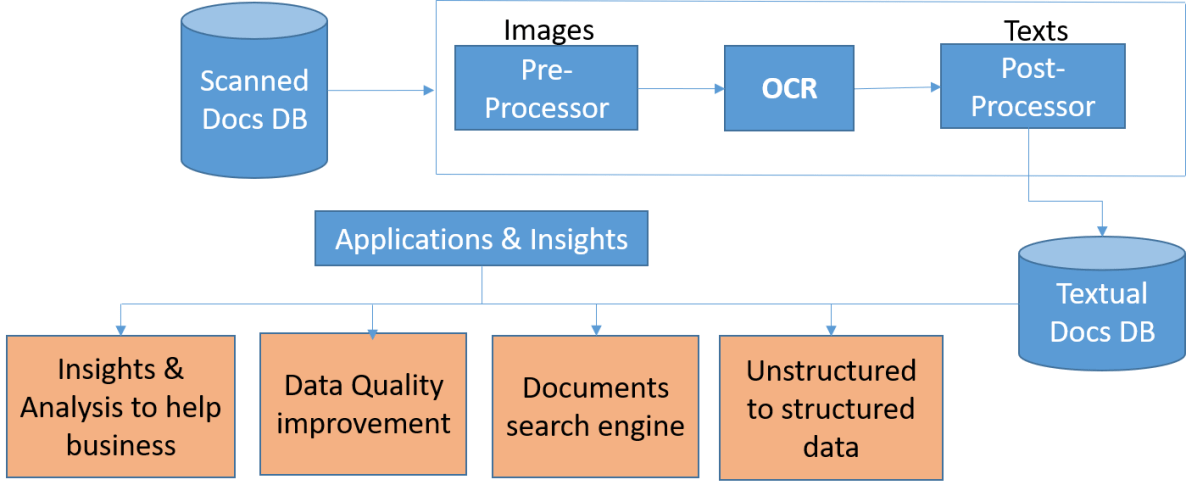 Scanned
Docs DB
Images
Pre-
Processor
OCR
Texts
Post-
Processor
Applications & Insights
Textual
Docs DB
Insights &
Analysis to help
business
Data Quality
improvement
Documents
search engine
Unstructured
to structured
data